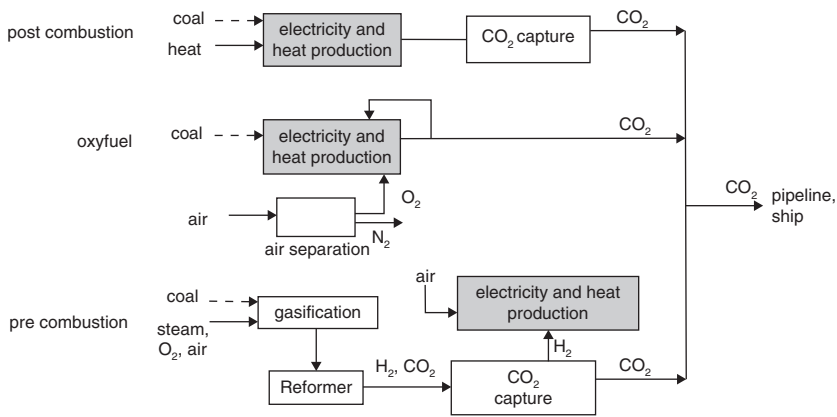 post combustion
coal
heat
electricity and
heat production
CO₂ capture
CO₂
oxyfuel
coal
electricity and
heat production
CO₂
air
O₂
N₂
air separation
CO₂
pipeline,
ship
pre combustion
coal
steam,
O₂, air
gasification
Reformer
H₂, CO₂
air
electricity and heat
production
H₂
CO₂
capture
CO₂